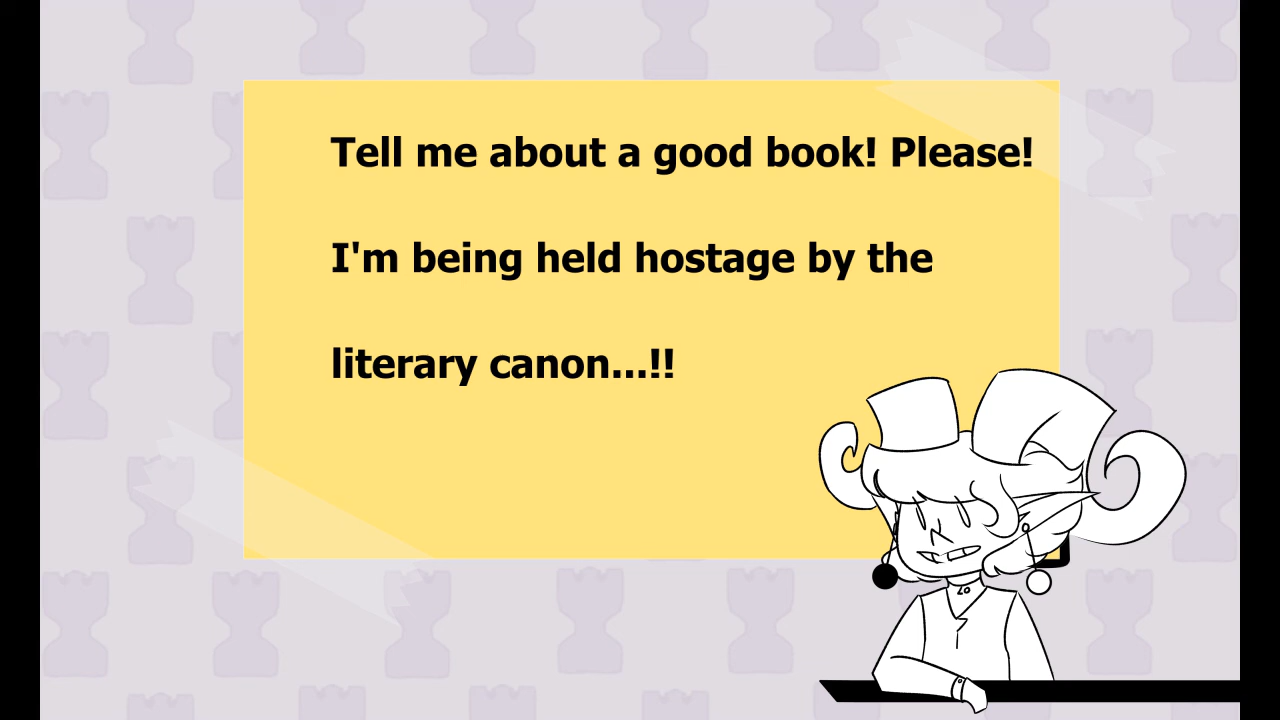 Tell me about a good book! Please!
I'm being held hostage by the
literary canon...!!